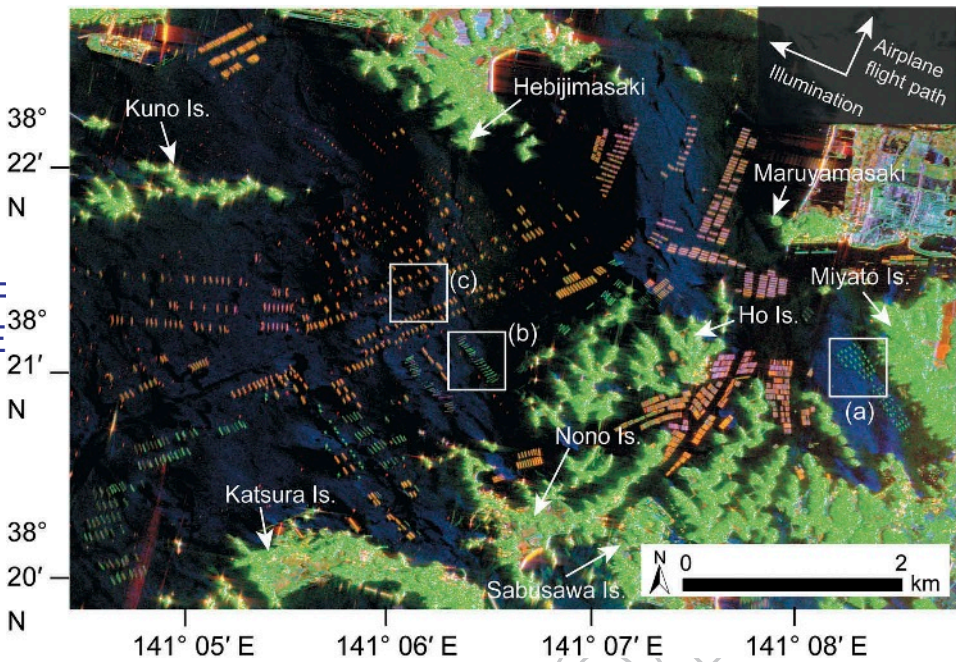 Airplane
flight path
Illumination
Hebijimasaki
Kuno Is.
38°
22′
N
Maruyamasaki
(c)
Miyato Is.
38°
21′
N
(b)
Ho Is.
(a)
Nono Is.
Katsura Is.
38°
20′
N
Sabusawa Is.
N
0
2
km
141° 05′ E
141° 06′ E
141° 07′ E
141° 08′ E